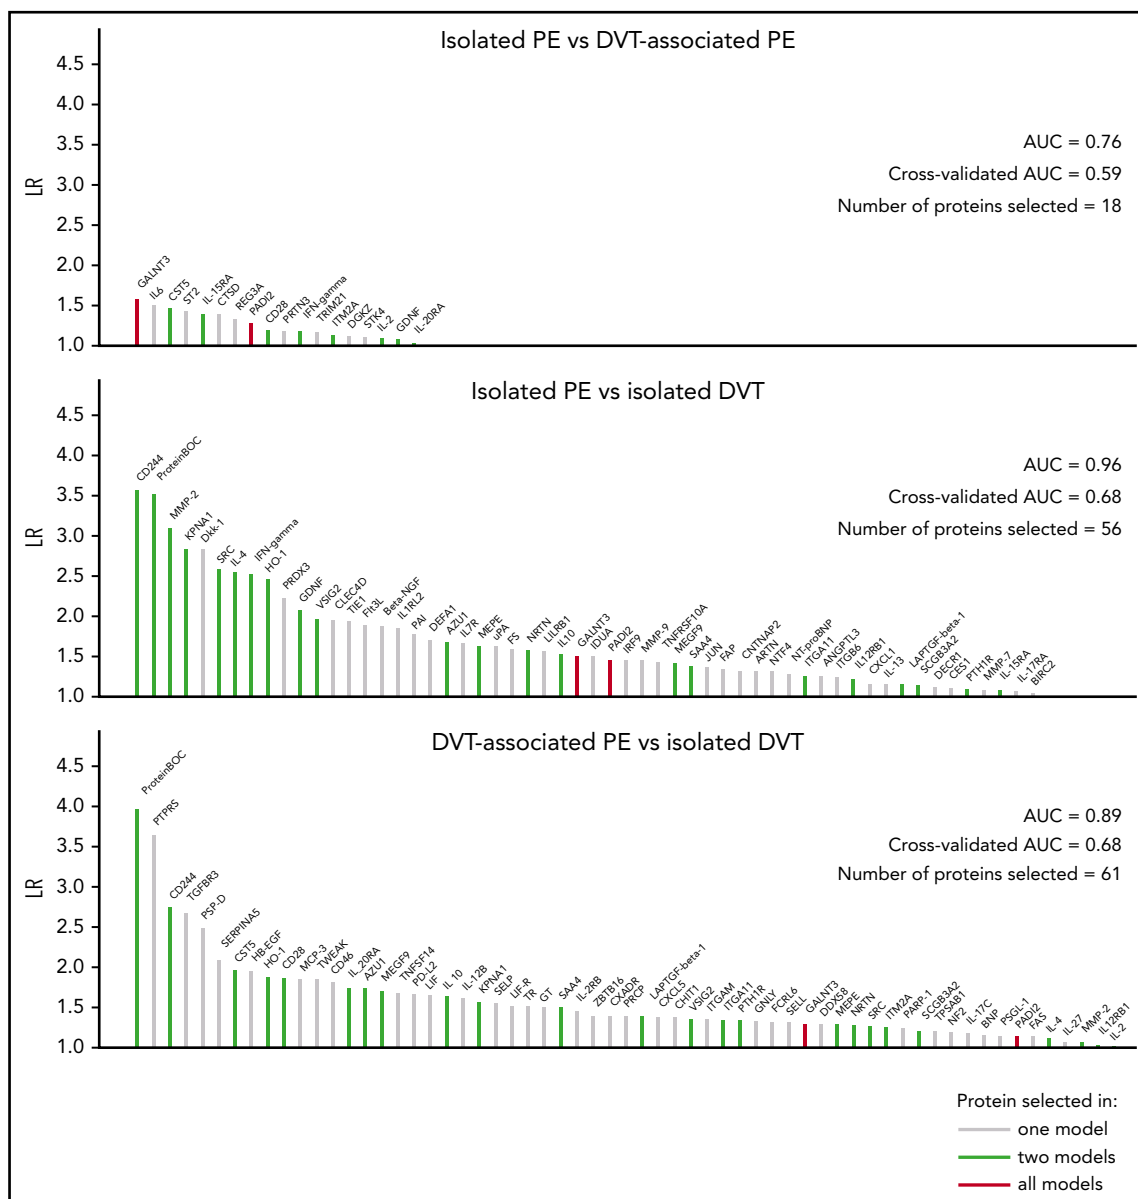 Isolated PE vs DVT-associated PE
4.5
4.0
3.5
3.0
2.5
2.0
1.5
1.0
LR
AUC = 0.76
Cross-validated AUC = 0.59
Number of proteins selected = 18
GALNT3
IL6
CST5
ST2
IL-15RA
CTSD
REG3A
PADI2
CD28
PRTN3
IFN-gamma
TRIM21
ITM2A
DGKZ
STK4
IL-2
GDNF
IL-20RA
Isolated PE vs isolated DVT
4.5
4.0
3.5
3.0
2.5
2.0
1.5
1.0
LR
AUC = 0.96
Cross-validated AUC = 0.68
Number of proteins selected = 56
CD244
ProteinBOC
MMP-2
KPNA1
Dkk-1
SRC
IL-4
IFN-gamma
HO-1
PRDX3
GDNF
VSIG2
CLEC4D
TIE1
Flt3L
Beta-NGF
IL1RL2
PAI
DEFA1
AZU1
IL7R
MEPE
uPA
FS
NRTN
LILRB1
IL10
GALNT3
IDUA
PADI2
IRF9
MMP-9
TNFRSF10A
MEGF9
SAA4
JUN
FAP
CNTNAP2
ARTN
NTF4
NT-proBNP
ITGA11
ANGPTL3
ITGB6
IL12RB1
CXCL1
IL-13
LAPTGF-beta-1
SCGB3A2
DECR1
CES1
PTH1R
MMP-7
IL-15RA
IL-17RA
BIRC2
DVT-associated PE vs isolated DVT
4.5
4.0
3.5
3.0
2.5
2.0
1.5
1.0
LR
AUC = 0.89
Cross-validated AUC = 0.68
Number of proteins selected = 61
ProteinBOC
PTPRS
CD244
TGFBR3
PSP-D
SERPINA5
CST5
HB-EGF
HO-1
CD28
MCP-3
TWEAK
CD46
IL_20RA
AZU1
MEGF9
TNFSF14
PD-L2
LIF
IL 10
IL-12B
KPNA1
SELP
LIF-R
TR
GT
SAA4
IL-2RB
ZBTB16
CXADR
PRCP
LAPTGF-beta-1
CXCL5
CHIT1
VSIG2
ITGAM
ITGA11
PTH1R
GNLY
FCRL6
SELL
GALNT3
DDX58
MEPE
NRTN
SRC
ITM2A
PARP-1
SCGB3A2
TPSAB1
NF2
IL-17C
BNP
PSGL-1
PADI2
FAS
IL-4
IL-27
MMP-2
IL12RB1
IL-2
Protein selected in:
one model
two models
all models